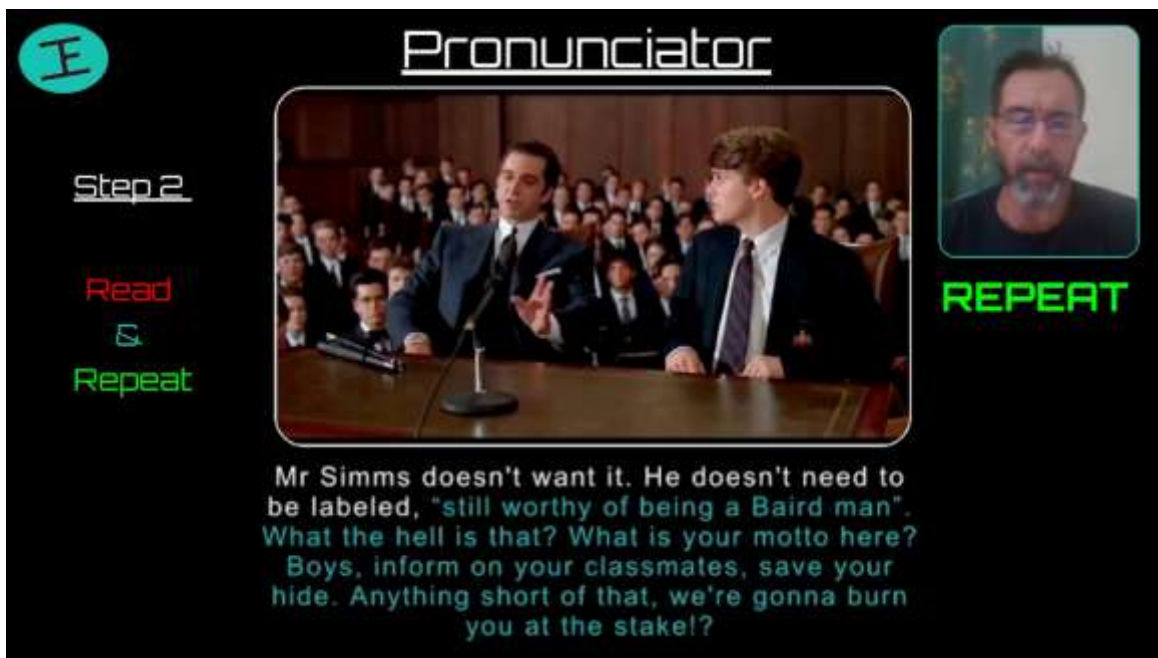 Pronunciator
Step 2
Read
&
Repeat
REPEAT
Mr Simms doesn't want it. He doesn't need to
be labeled, "still worthy of being a Baird man".
What the hell is that? What is your motto here?
Boys, inform on your classmates, save your
hide. Anything short of that, we're gonna burn
you at the stake!?